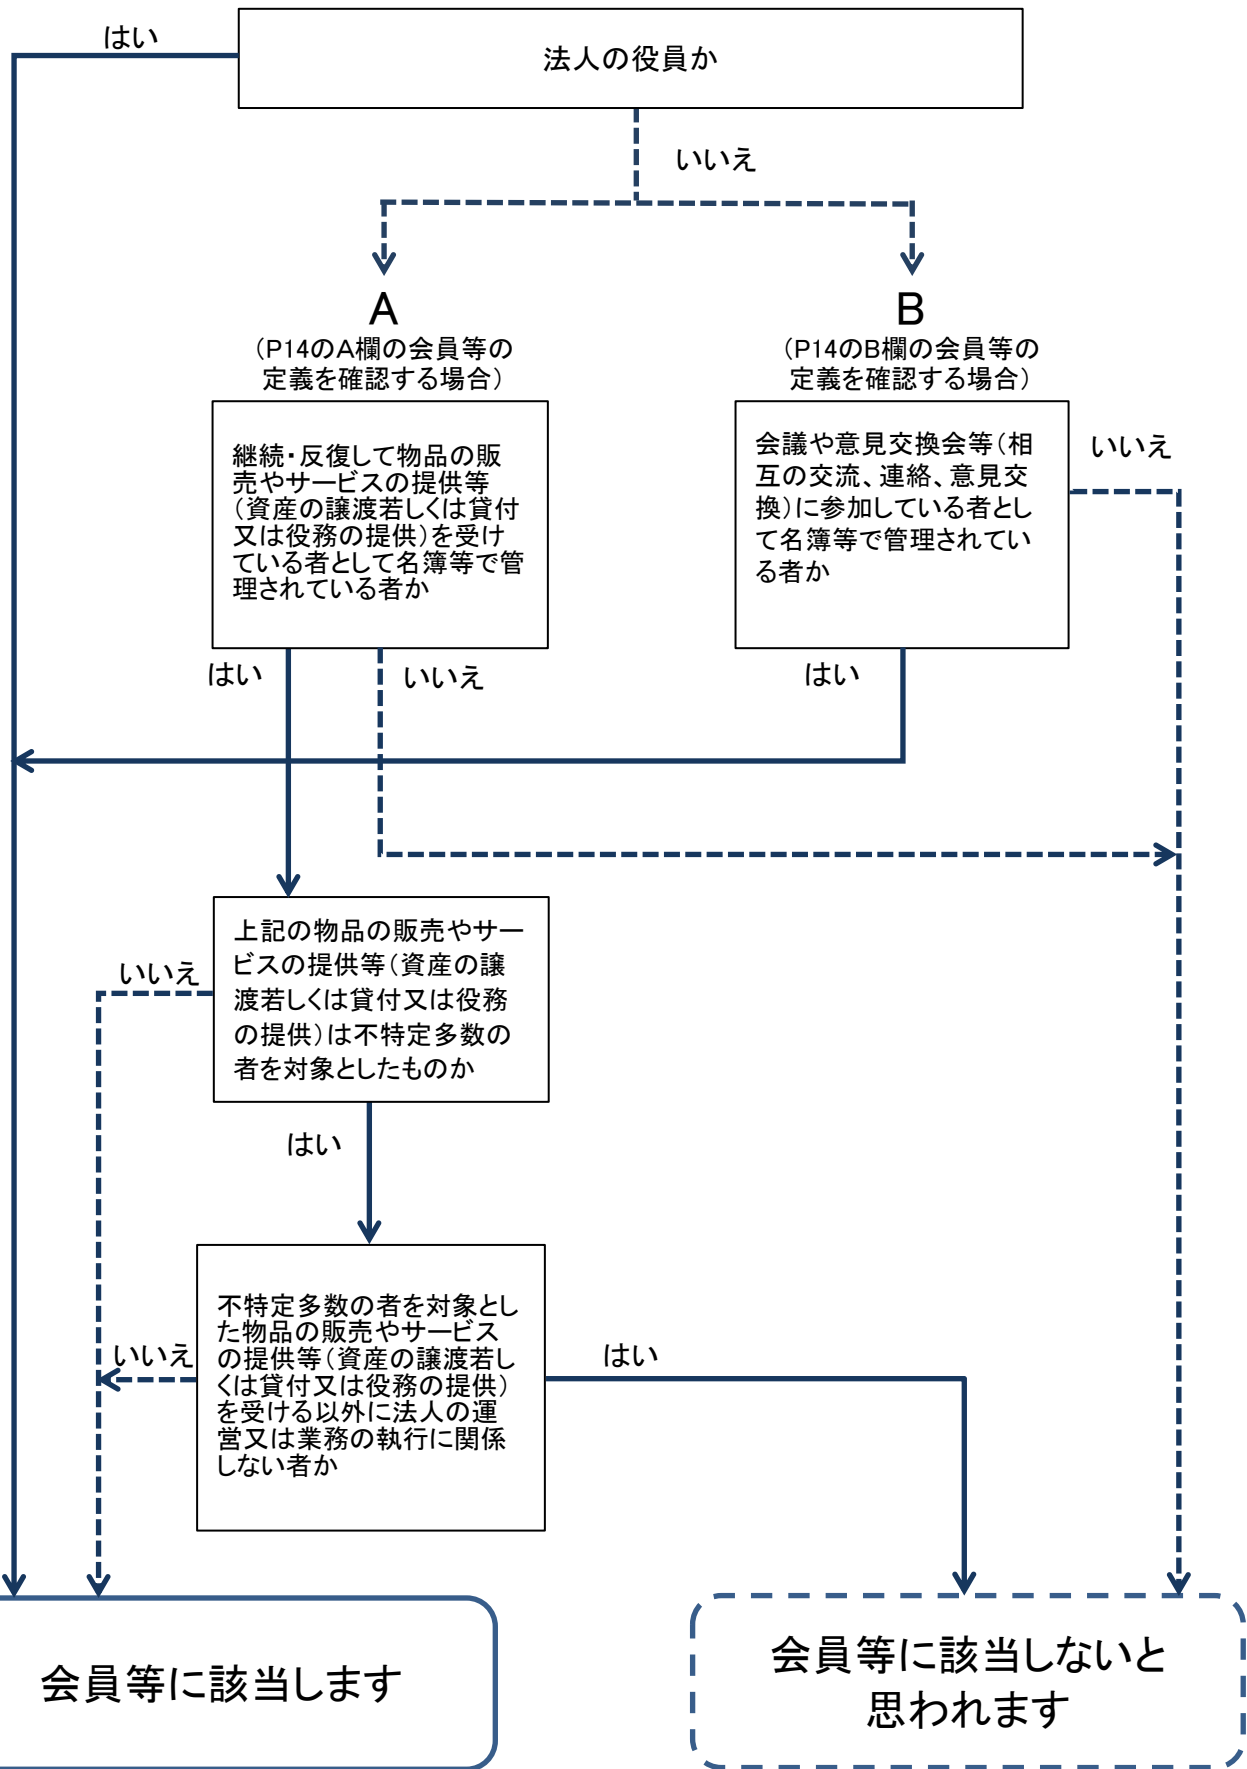 はい
法人の役員か
いいえ
A
(P14のA欄の会員等の
定義を確認する場合)
B
(P14のB欄の会員等の
定義を確認する場合)
継続・反復して物品の販
売やサービスの提供等
(資産の譲渡若しくは貸付
又は役務の提供)を受け
ている者として名簿等で管
理されている者か
会議や意見交換会等(相
互の交流、連絡、意見交
換)に参加している者とし
て名簿等で管理されてい
る者か
いいえ
はい
いいえ
はい
上記の物品の販売やサー
ビスの提供等(資産の譲
渡若しくは貸付又は役務
の提供)は不特定多数の
者を対象としたものか
いいえ
はい
不特定多数の者を対象とし
た物品の販売やサービス
の提供等(資産の譲渡若し
くは貸付又は役務の提供)
を受ける以外に法人の運
営又は業務の執行に関係
しない者か
いいえ
はい
会員等に該当します
会員等に該当しないと
思われます